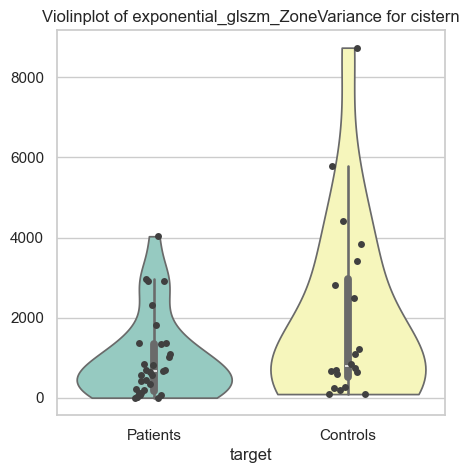 Violinplot of exponential_glszm_ZoneVariance for cistern
8000
6000
4000
2000
0
Patients
Controls
target